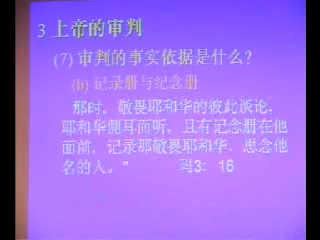 3 上帝的审判
(7) 审判的事实依据是什么?
(b) 记录册与纪念册
那时，敬畏耶和华的彼此谈论，
耶和华侧耳而听，且有记念册在他
面前，记录那敬畏耶和华、思念他
名的人。” 玛3：16